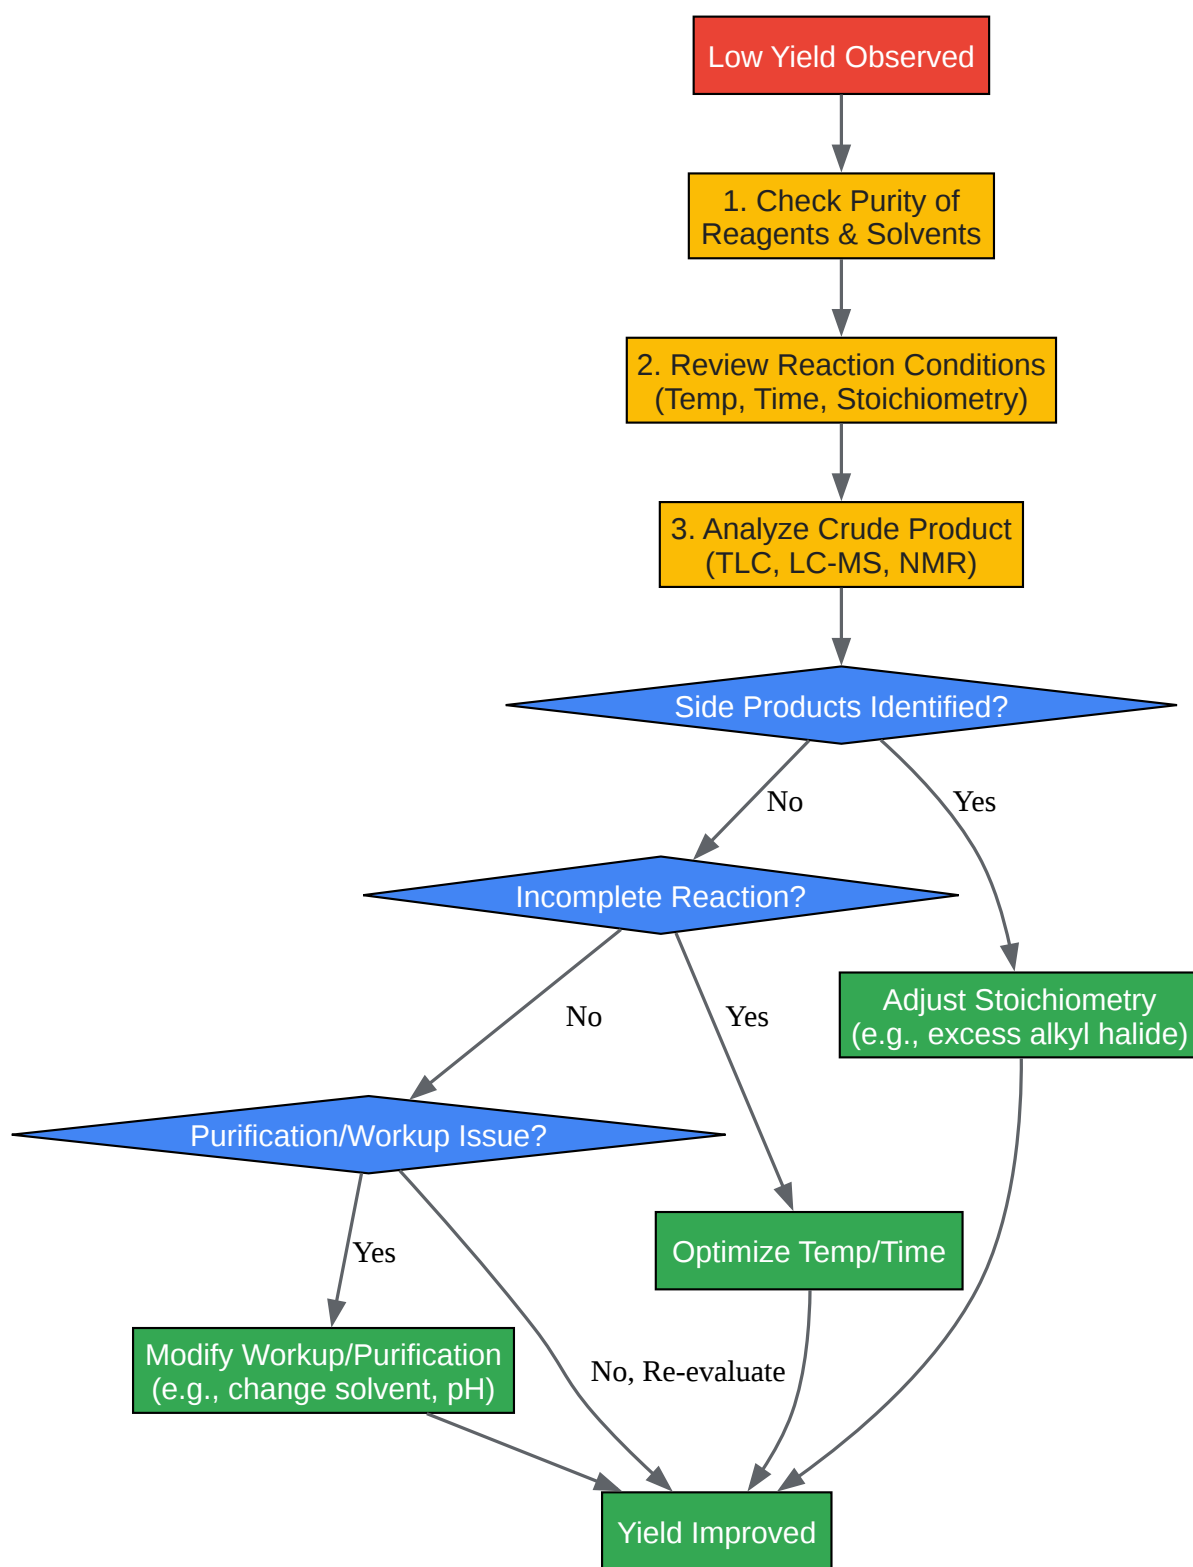 Low Yield Observed
1. Check Purity of
Reagents & Solvents
2. Review Reaction Conditions
(Temp, Time, Stoichiometry)
3. Analyze Crude Product
(TLC, LC-MS, NMR)
Side Products Identified?
No
Yes
Incomplete Reaction?
Adjust Stoichiometry
(e.g., excess alkyl halide)
No
Yes
Purification/Workup Issue?
Optimize Temp/Time
Yes
Modify Workup/Purification
(e.g., change solvent, pH)
No, Re-evaluate
Yield Improved